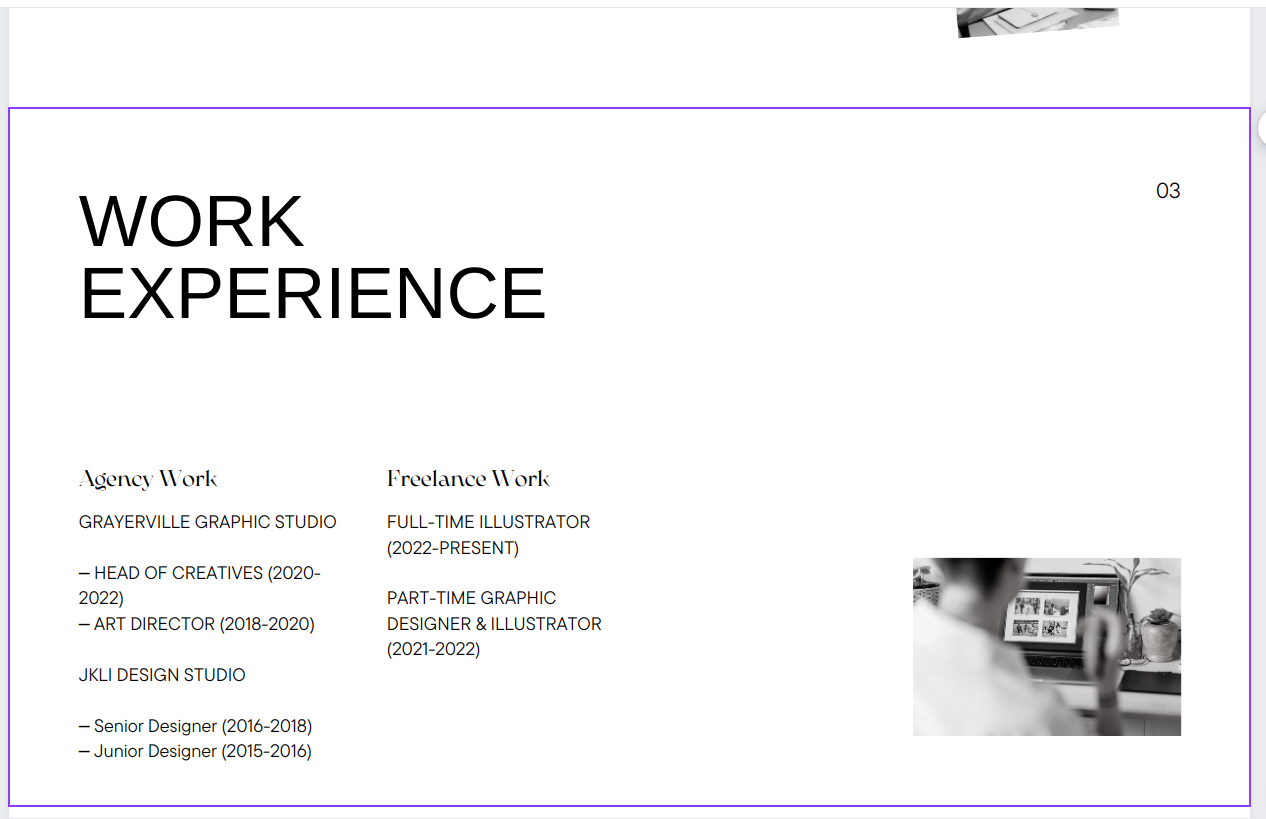 WORK
EXPERIENCE
03
Agency Work
GRAYERVILLE GRAPHIC STUDIO
– HEAD OF CREATIVES (2020-
2022)
– ART DIRECTOR (2018-2020)
JKLI DESIGN STUDIO
– Senior Designer (2016-2018)
– Junior Designer (2015-2016)
Freelance Work
FULL-TIME ILLUSTRATOR
(2022-PRESENT)
PART-TIME GRAPHIC
DESIGNER & ILLUSTRATOR
(2021-2022)